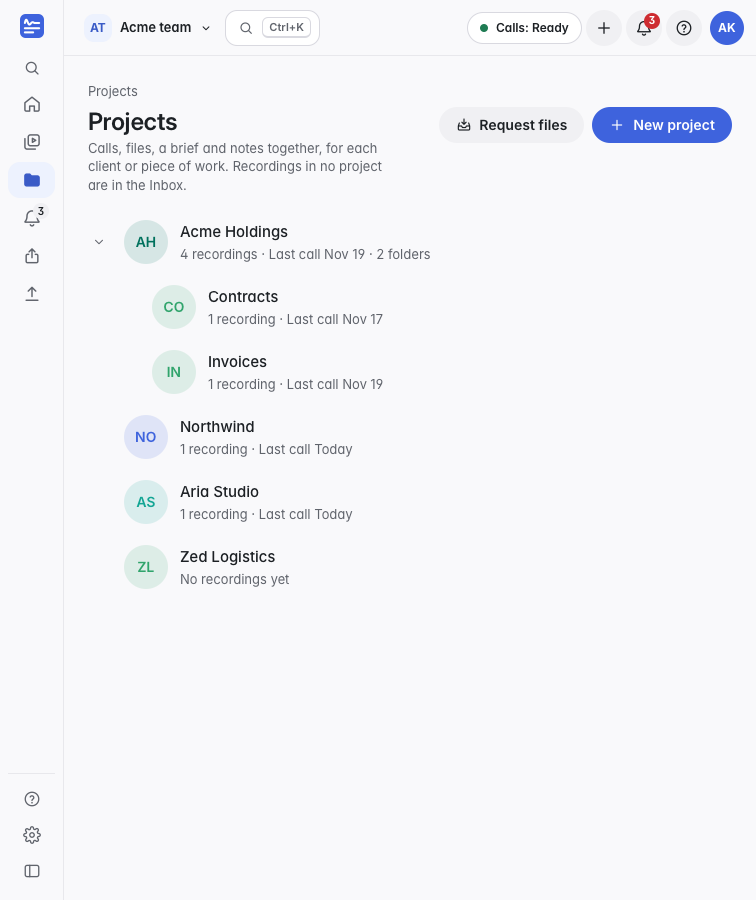 AT Acme team Ctrl+K Calls: Ready 3 AK
3
Projects
Projects
Calls, files, a brief and notes together, for each
client or piece of work. Recordings in no project
are in the Inbox.
Request files
New project
AH Acme Holdings
4 recordings · Last call Nov 19 · 2 folders
CO Contracts
1 recording · Last call Nov 17
IN Invoices
1 recording · Last call Nov 19
NO Northwind
1 recording · Last call Today
AS Aria Studio
1 recording · Last call Today
ZL Zed Logistics
No recordings yet